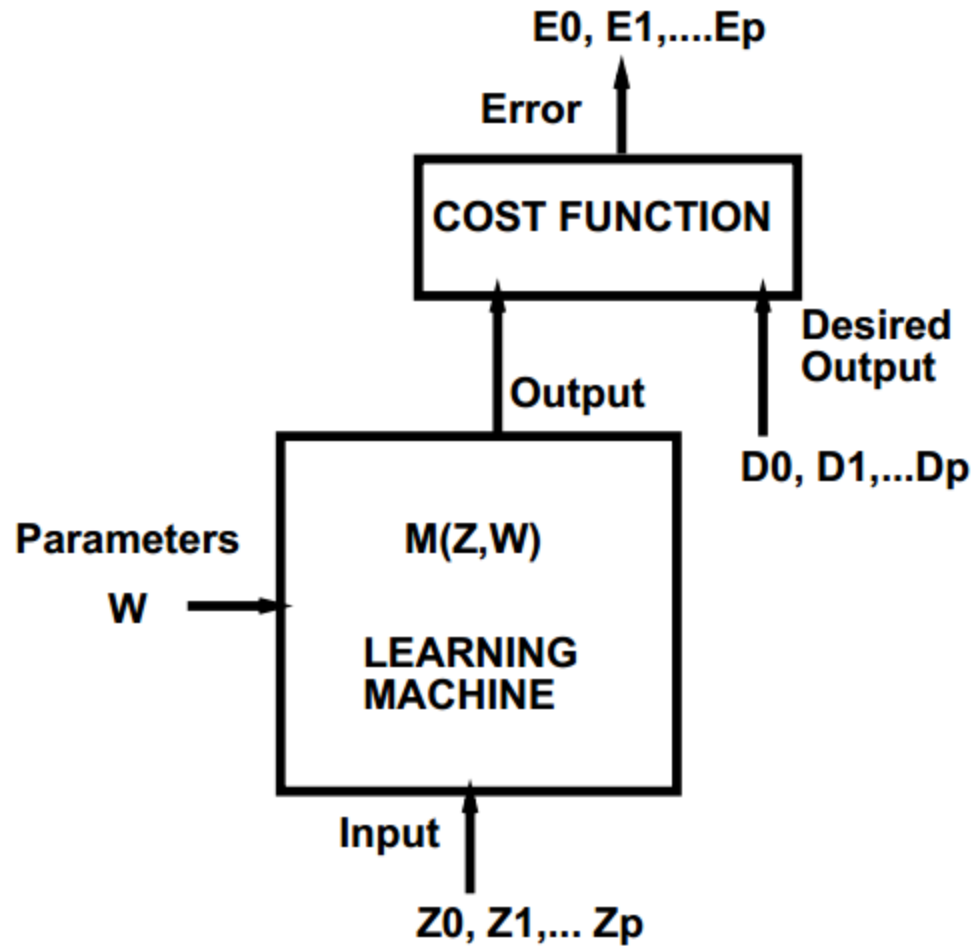 E0, E1,....Ep
Error
COST FUNCTION
Desired
Output
Output
D0, D1,...Dp
Parameters
M(Z,W)
W
LEARNING
MACHINE
Input
Z0, Z1,... Zp